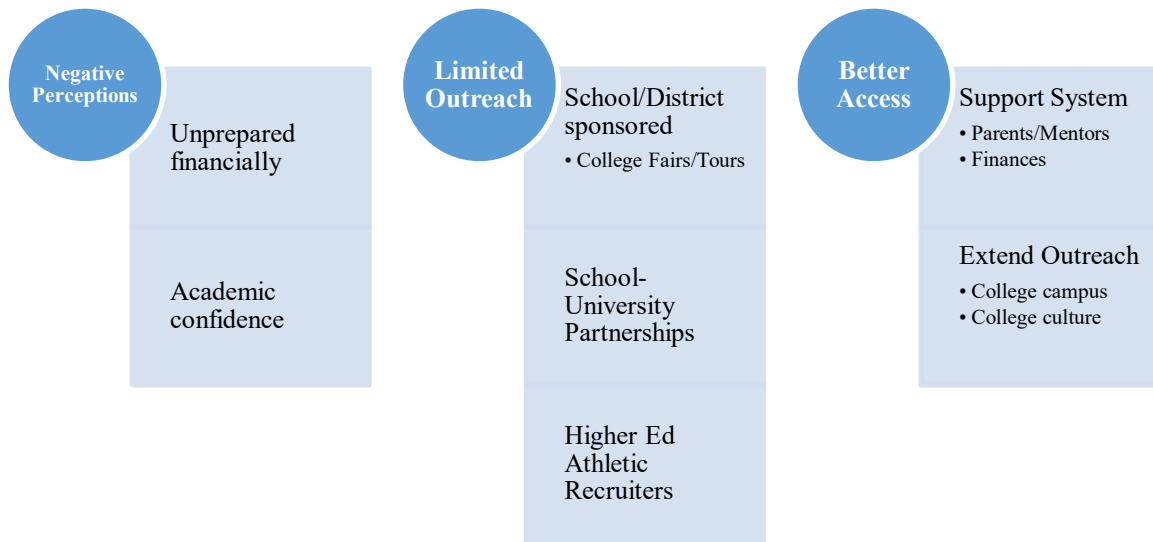 Negative
Perceptions
Unprepared
financially
Academic
confidence
Limited
Outreach
School/District
sponsored
• College Fairs/Tours
School-
University
Partnerships
Higher Ed
Athletic
Recruiters
Better
Access
Support System
• Parents/Mentors
• Finances
Extend Outreach
• College campus
• College culture